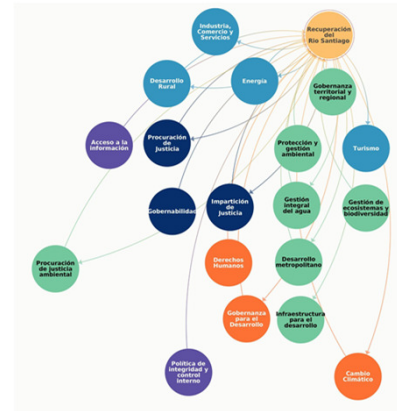 Industria,
Comercio y
Servicios
Recuperación
del
Río Santiago
Desarrollo
Rural
Energía
Gobernanza
territorial y
regional
Acceso a la
información
Procuración
de
Justicia
Protección y
gestión
ambiental
Turismo
Gobernabilidad
Impartición
de
Justicia
Gestión
integral
del agua
Gestión de
ecosistemas y
biodiversidad
Procuración
de justicia
ambiental
Derechos
Humanos
Desarrollo
metropolitano
Gobernanza
para el
Desarrollo
Infraestructura
para el
desarrollo
Política de
integridad y
control
interno
Cambio
Climático